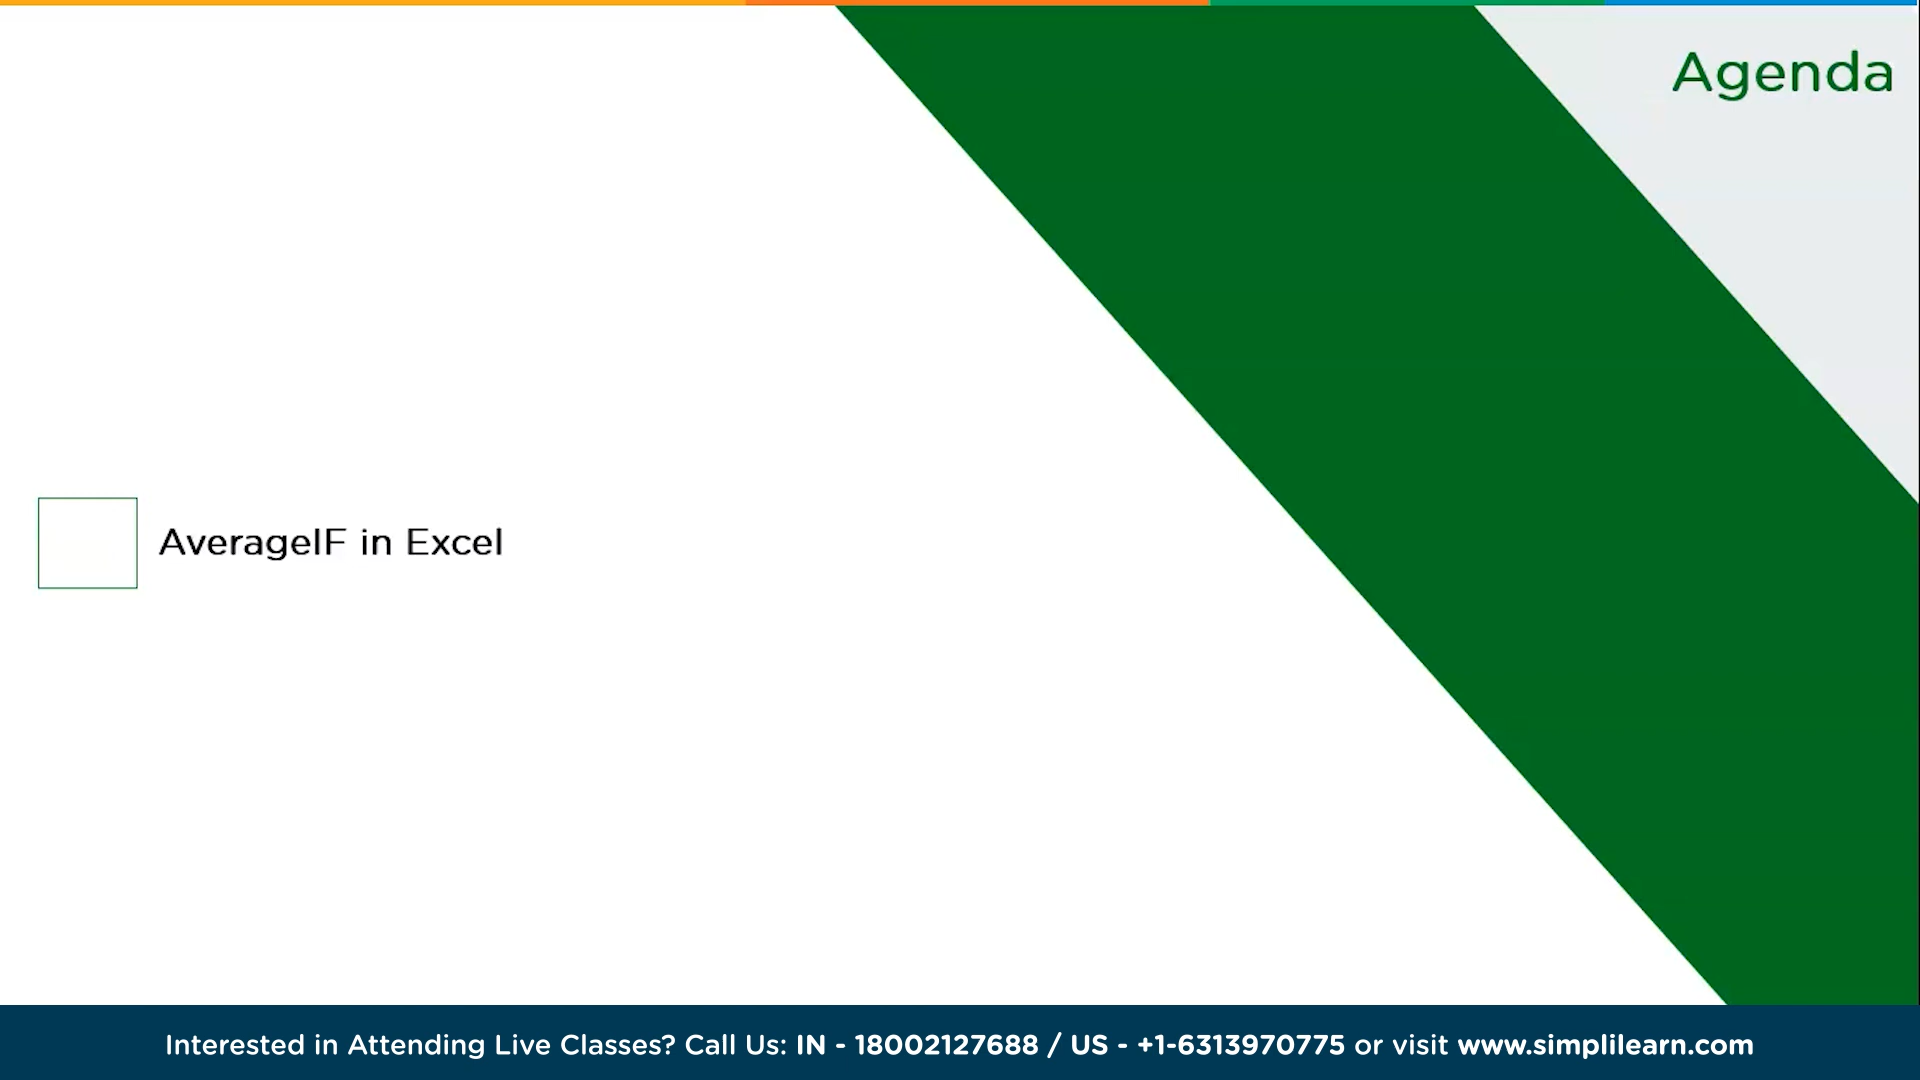 Agenda
AverageIF in Excel
Interested in Attending Live Classes? Call Us: IN - 18002127688 / US - +1-6313970775 or visit www.simplilearn.com